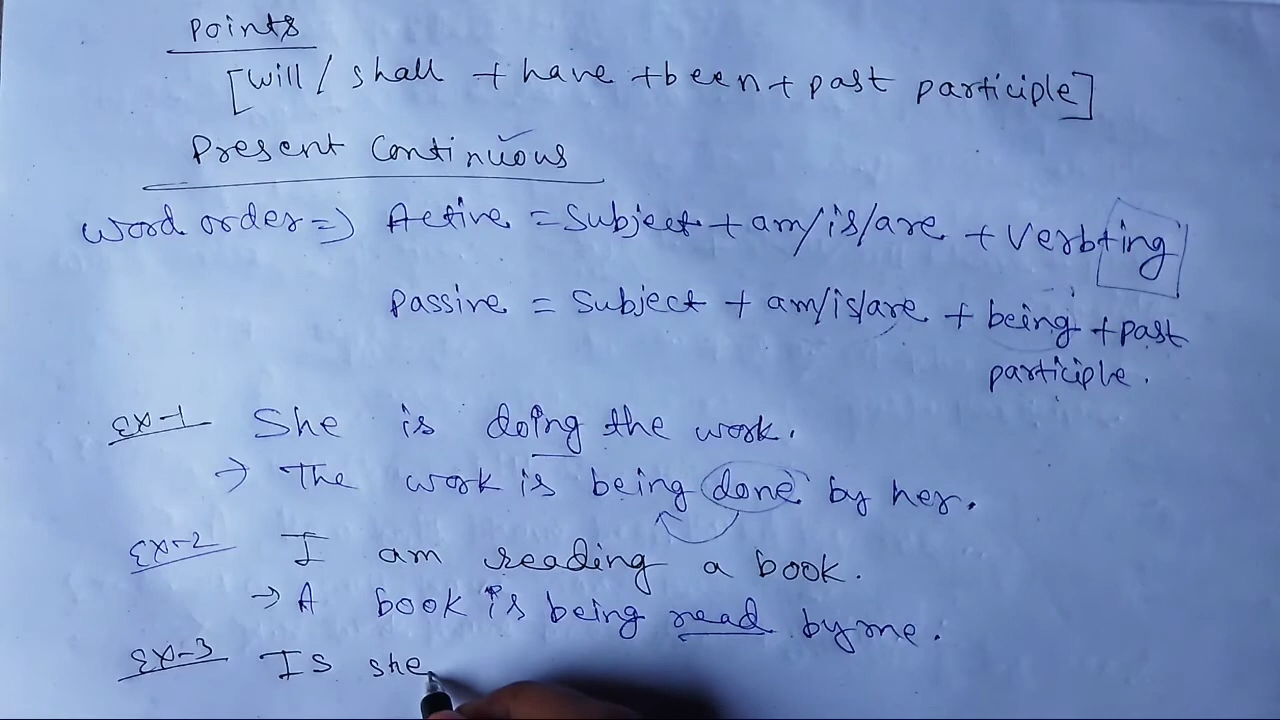 Points
[Will / shall + have + been + past participle]
Present Continuous
Word order => Active = Subject + am/is/are + Verb+ing
Passive = Subject + am/is/are + being + past
participle.
Ex-1 She is doing the work.
→ The work is being done by her.
Ex-2 I am reading a book.
→ A book is being read by me.
Ex-3 Is she